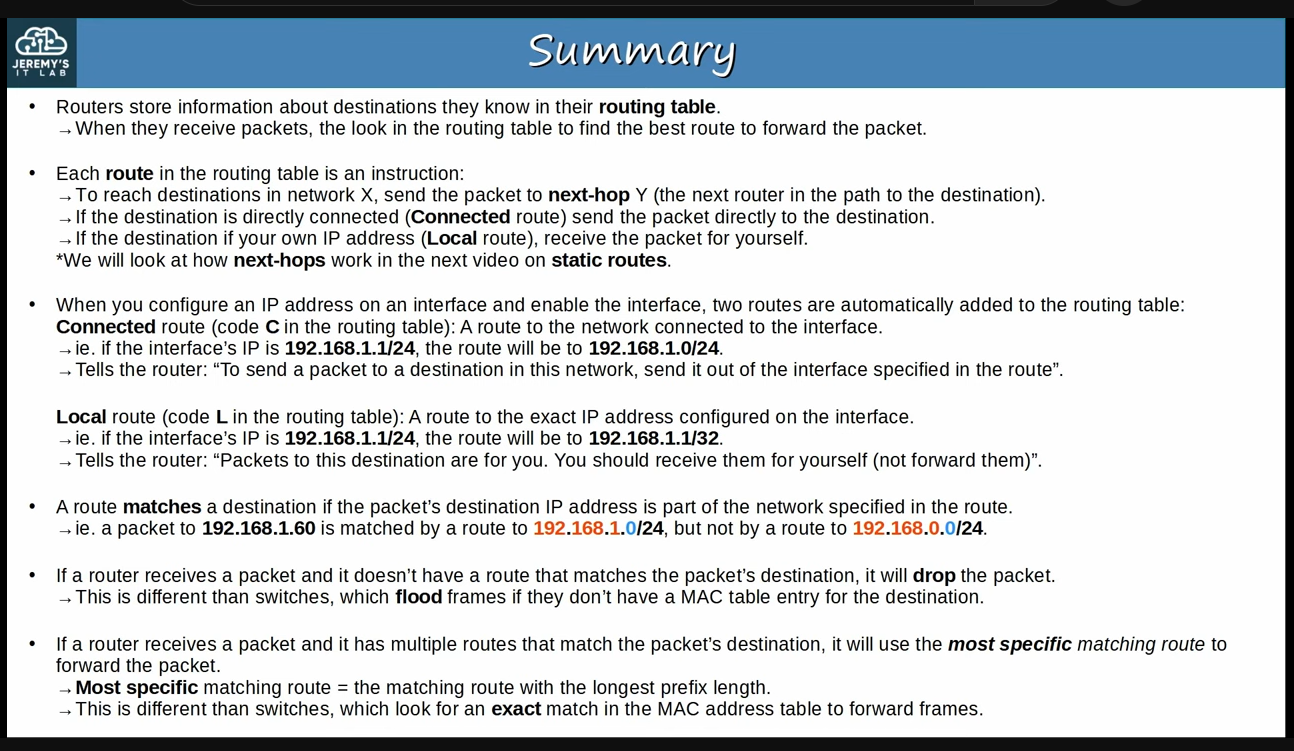 JEREMY'S
IT LAB
Summary
• Routers store information about destinations they know in their routing table.
→When they receive packets, the look in the routing table to find the best route to forward the packet.
• Each route in the routing table is an instruction:
→To reach destinations in network X, send the packet to next-hop Y (the next router in the path to the destination).
→If the destination is directly connected (Connected route) send the packet directly to the destination.
→If the destination if your own IP address (Local route), receive the packet for yourself.
*We will look at how next-hops work in the next video on static routes.
• When you configure an IP address on an interface and enable the interface, two routes are automatically added to the routing table:
Connected route (code C in the routing table): A route to the network connected to the interface.
→ie. if the interface’s IP is 192.168.1.1/24, the route will be to 192.168.1.0/24.
→Tells the router: “To send a packet to a destination in this network, send it out of the interface specified in the route”.
Local route (code L in the routing table): A route to the exact IP address configured on the interface.
→ie. if the interface’s IP is 192.168.1.1/24, the route will be to 192.168.1.1/32.
→Tells the router: “Packets to this destination are for you. You should receive them for yourself (not forward them)”.
• A route matches a destination if the packet’s destination IP address is part of the network specified in the route.
→ie. a packet to 192.168.1.60 is matched by a route to 192.168.1.0/24, but not by a route to 192.168.0.0/24.
• If a router receives a packet and it doesn’t have a route that matches the packet’s destination, it will drop the packet.
→This is different than switches, which flood frames if they don’t have a MAC table entry for the destination.
• If a router receives a packet and it has multiple routes that match the packet’s destination, it will use the most specific matching route to
forward the packet.
→Most specific matching route = the matching route with the longest prefix length.
→This is different than switches, which look for an exact match in the MAC address table to forward frames.